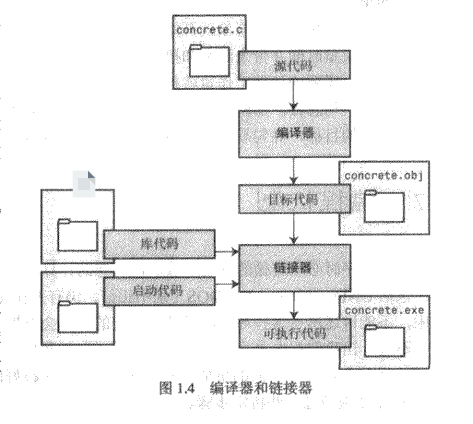 concrete.c
源代码
编译器
concrete.obj
目标代码
库代码
链接器
启动代码
concrete.exe
可执行代码
图 1.4 编译器和链接器